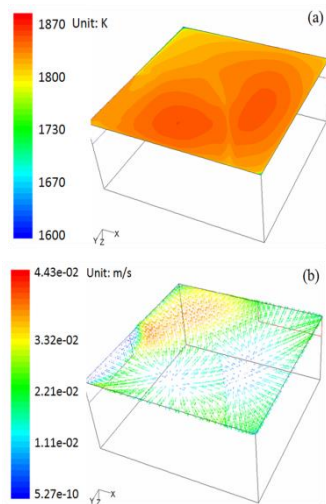 1870 Unit: K (a)
1800
1730
1670
1600
Y Z X
4.43e-02 Unit: m/s (b)
3.32e-02
2.21e-02
1.11e-02
5.27e-10
Y Z X